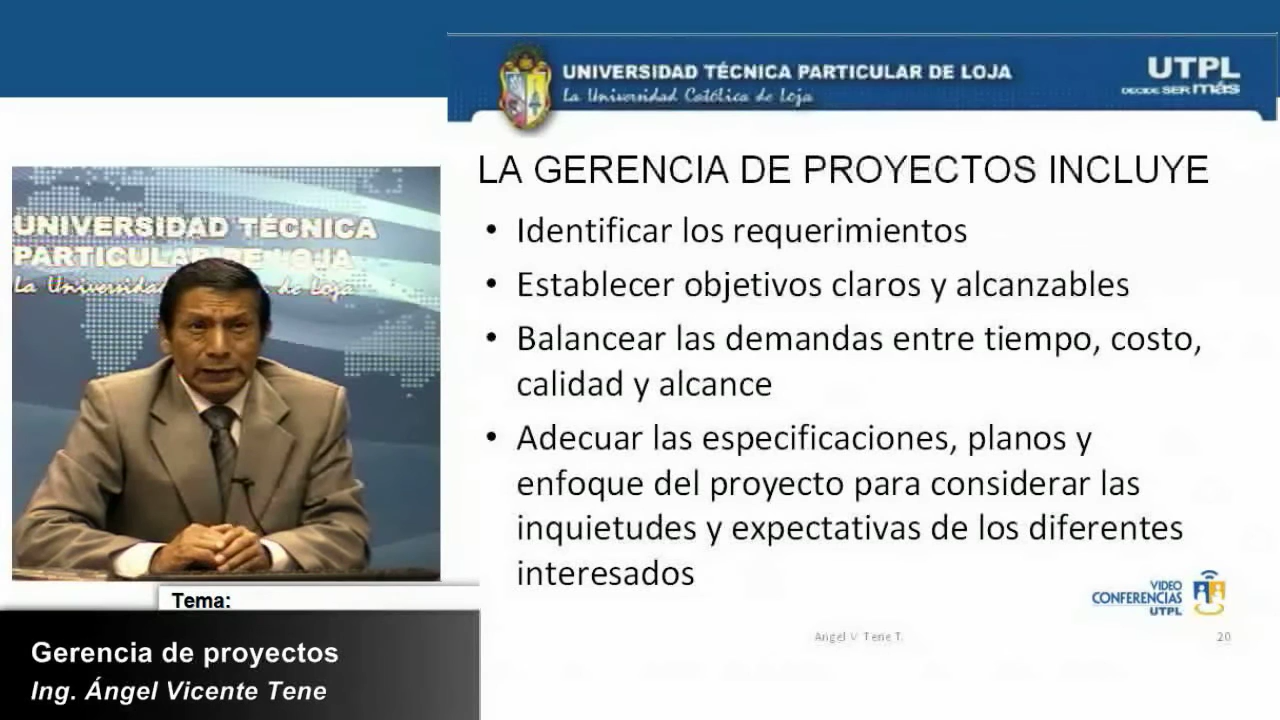 UNIVERSIDAD TÉCNICA PARTICULAR DE LOJA
La Universidad Católica de Loja
UTPL
DECIDE SER más
LA GERENCIA DE PROYECTOS INCLUYE
• Identificar los requerimientos
• Establecer objetivos claros y alcanzables
• Balancear las demandas entre tiempo, costo,
calidad y alcance
• Adecuar las especificaciones, planos y
enfoque del proyecto para considerar las
inquietudes y expectativas de los diferentes
interesados
VIDEO
CONFERENCIAS
UTPL
Angel V Tene T.
20
UNIVERSIDAD TÉCNICA
PARTICULAR DE LOJA
La Universidad de Loja
Tema:
Gerencia de proyectos
Ing. Ángel Vicente Tene